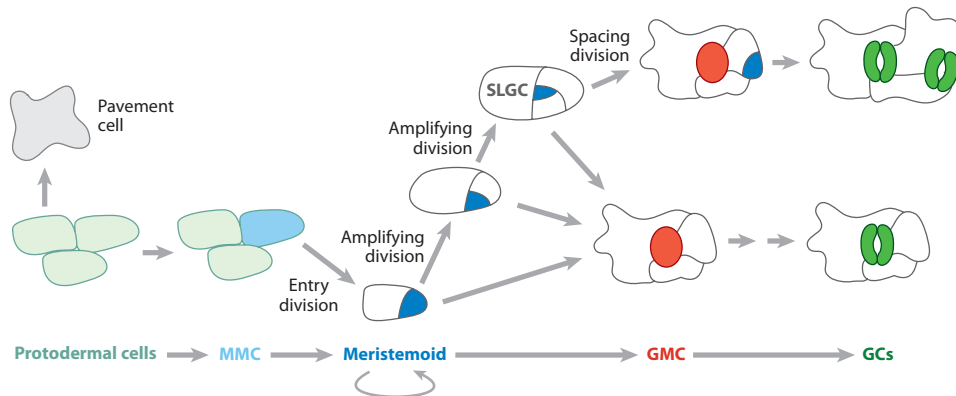 Spacing
division
SLGC
Pavement
cell
Amplifying
division
Amplifying
division
Entry
division
Protodermal cells
MMC
Meristemoid
GMC
GCs